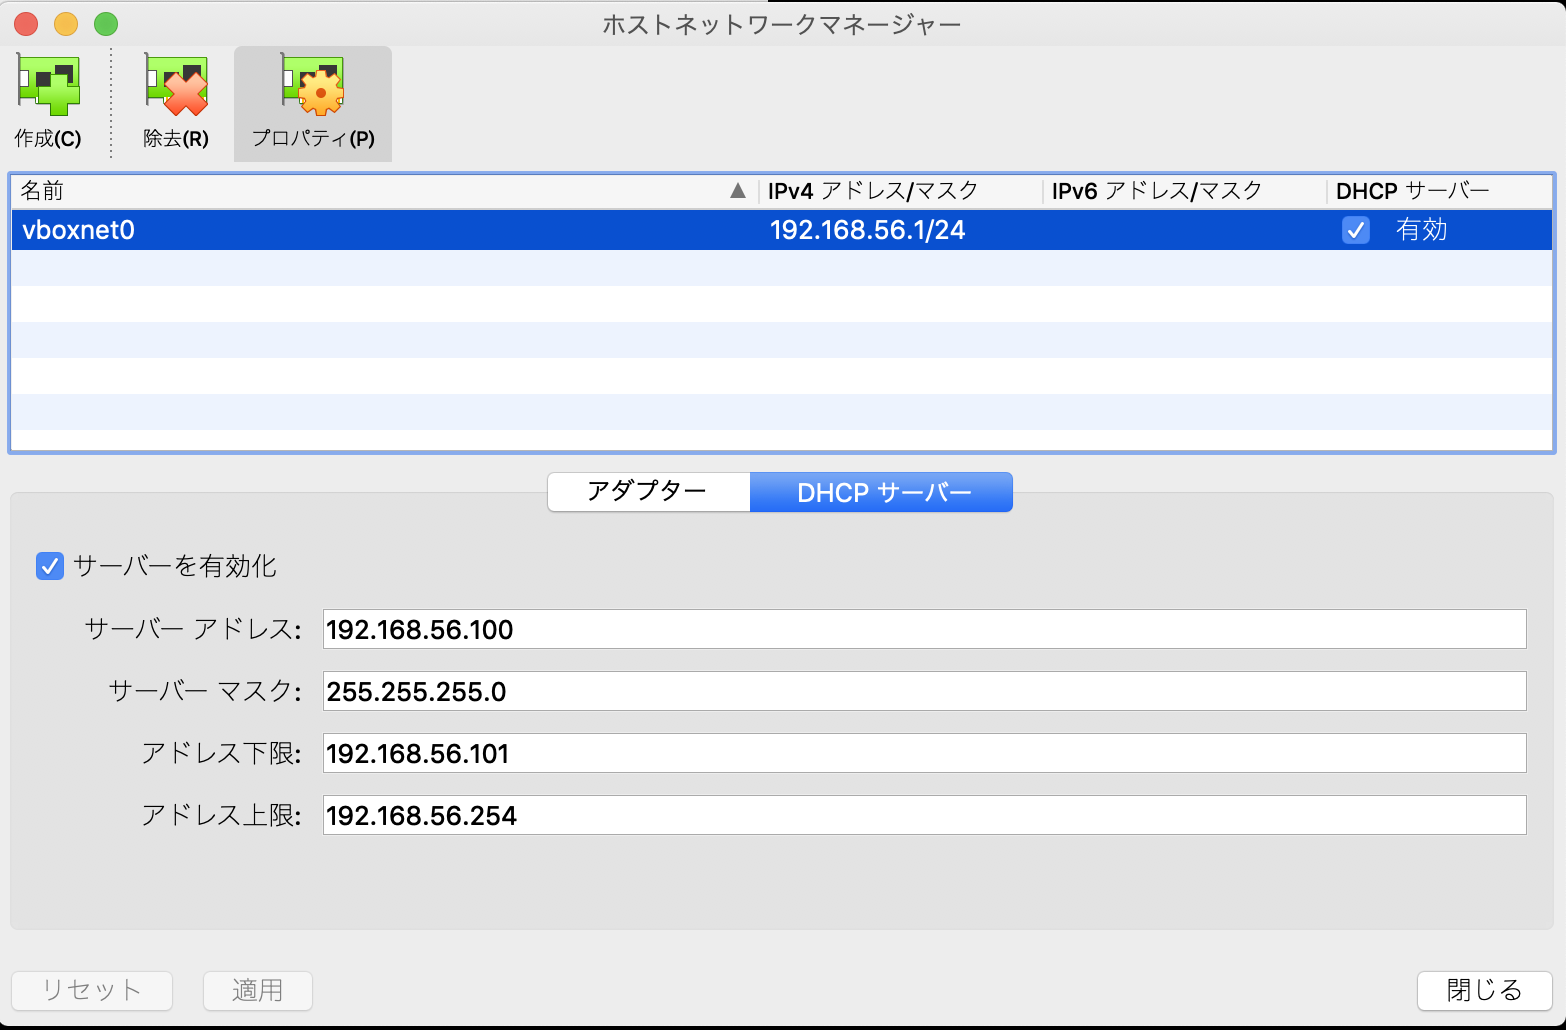 ホストネットワークマネージャー
作成(C) 除去(R) プロパティ(P)
名前 ▲ IPv4 アドレス/マスク IPv6 アドレス/マスク DHCP サーバー
vboxnet0 192.168.56.1/24 有効
アダプター DHCP サーバー
サーバーを有効化
サーバー アドレス: 192.168.56.100
サーバー マスク: 255.255.255.0
アドレス下限: 192.168.56.101
アドレス上限: 192.168.56.254
リセット 適用 閉じる